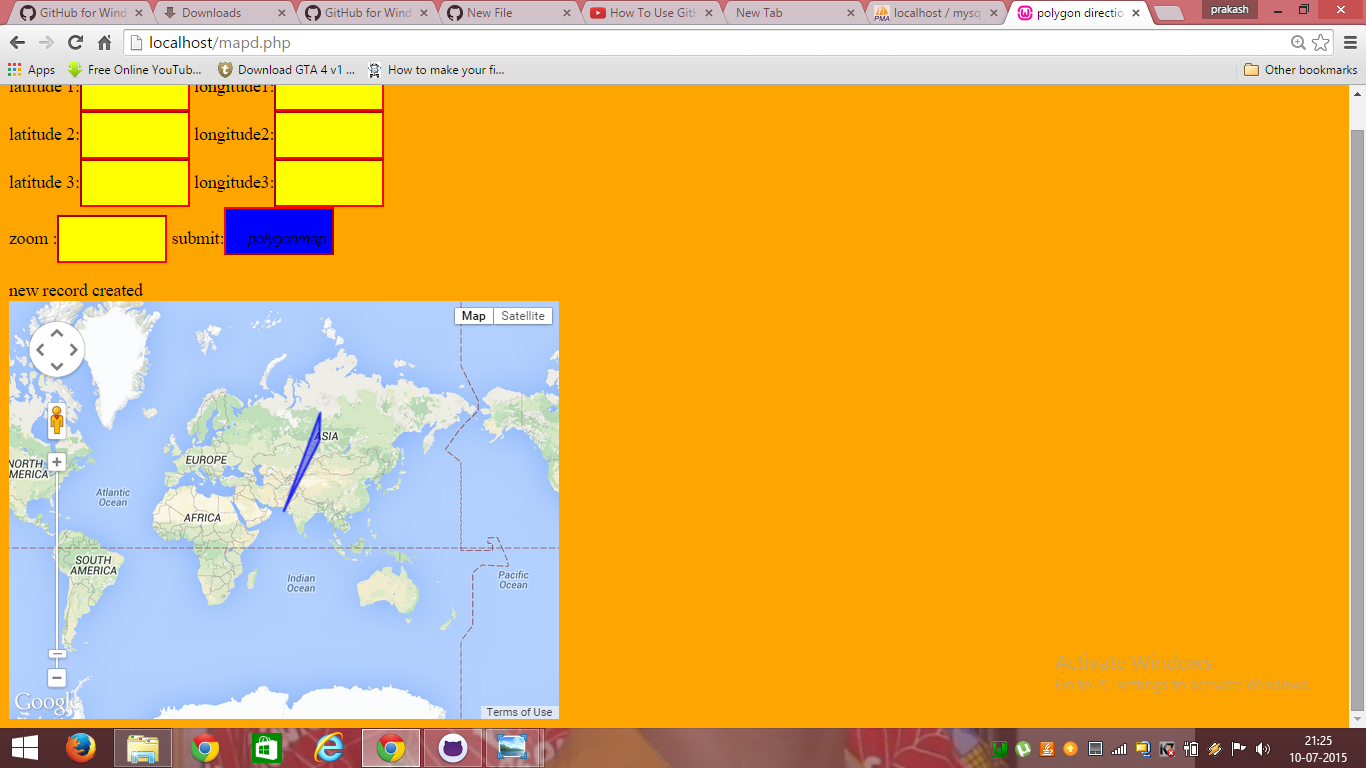 GitHub for Wind
Downloads
GitHub for Wind
New File
How To Use Gith
New Tab
localhost / mysq
polygon directio
prakash
localhost/mapd.php
Apps
Free Online YouTub...
Download GTA 4 v1 ...
How to make your fi...
Other bookmarks
latitude 1: longitude1:
latitude 2: longitude2:
latitude 3: longitude3:
zoom : submit: polygonmap
new record created
Map Satellite
ASIA
EUROPE
NORTH
MERICA
Atlantic
Ocean
AFRICA
SOUTH
AMERICA
Indian
Ocean
Pacific
Ocean
Google
Terms of Use
Activate Windows
Go to PC settings to activate Windows.
21:25
10-07-2015